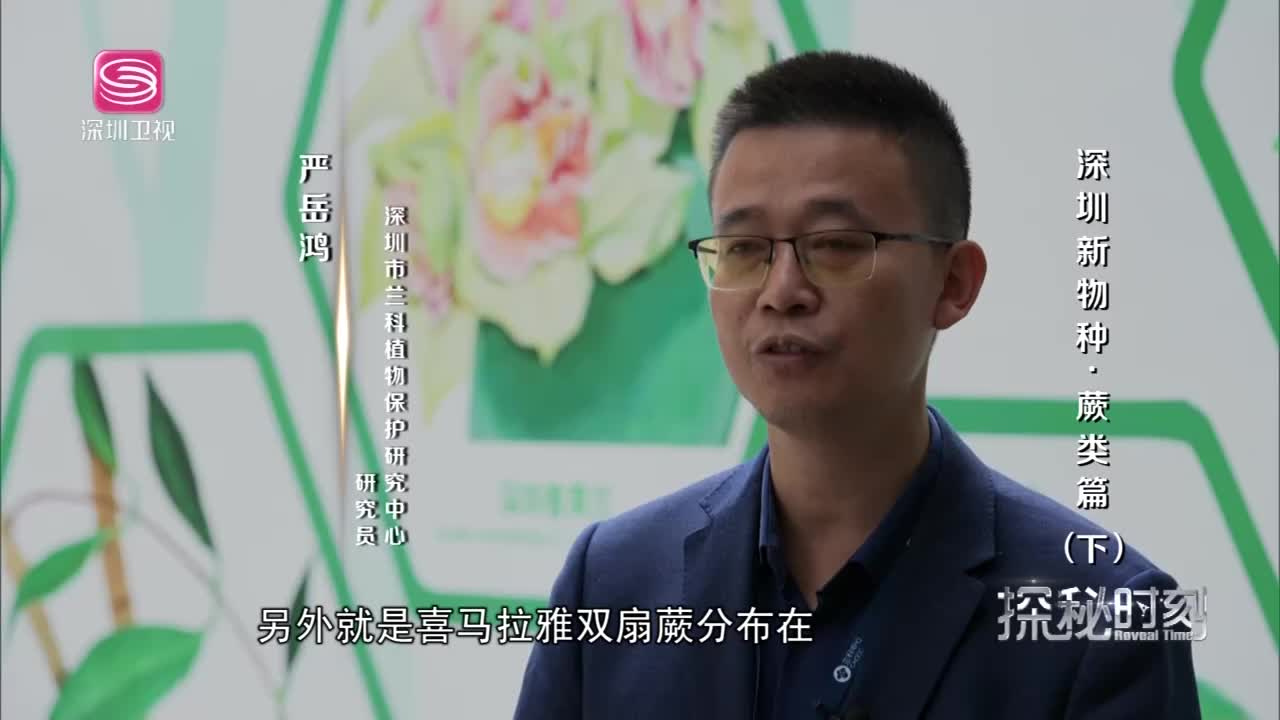 深圳卫视
严岳鸿
深圳市兰科植物保护研究中心
研究员
深圳新物种·蕨类篇(下)
探秘时刻
Reveal Time
另外就是喜马拉雅双扇蕨分布在